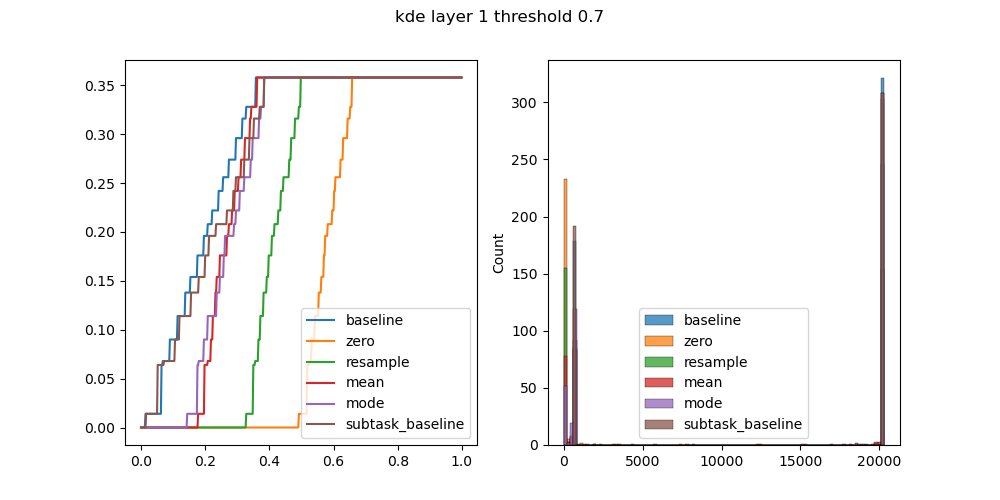 kde layer 1 threshold 0.7
0.35
0.30
0.25
0.20
0.15
0.10
0.05
0.00
0.0 0.2 0.4 0.6 0.8 1.0
baseline
zero
resample
mean
mode
subtask_baseline
Count
300
250
200
150
100
50
0
0 5000 10000 15000 20000
baseline
zero
resample
mean
mode
subtask_baseline